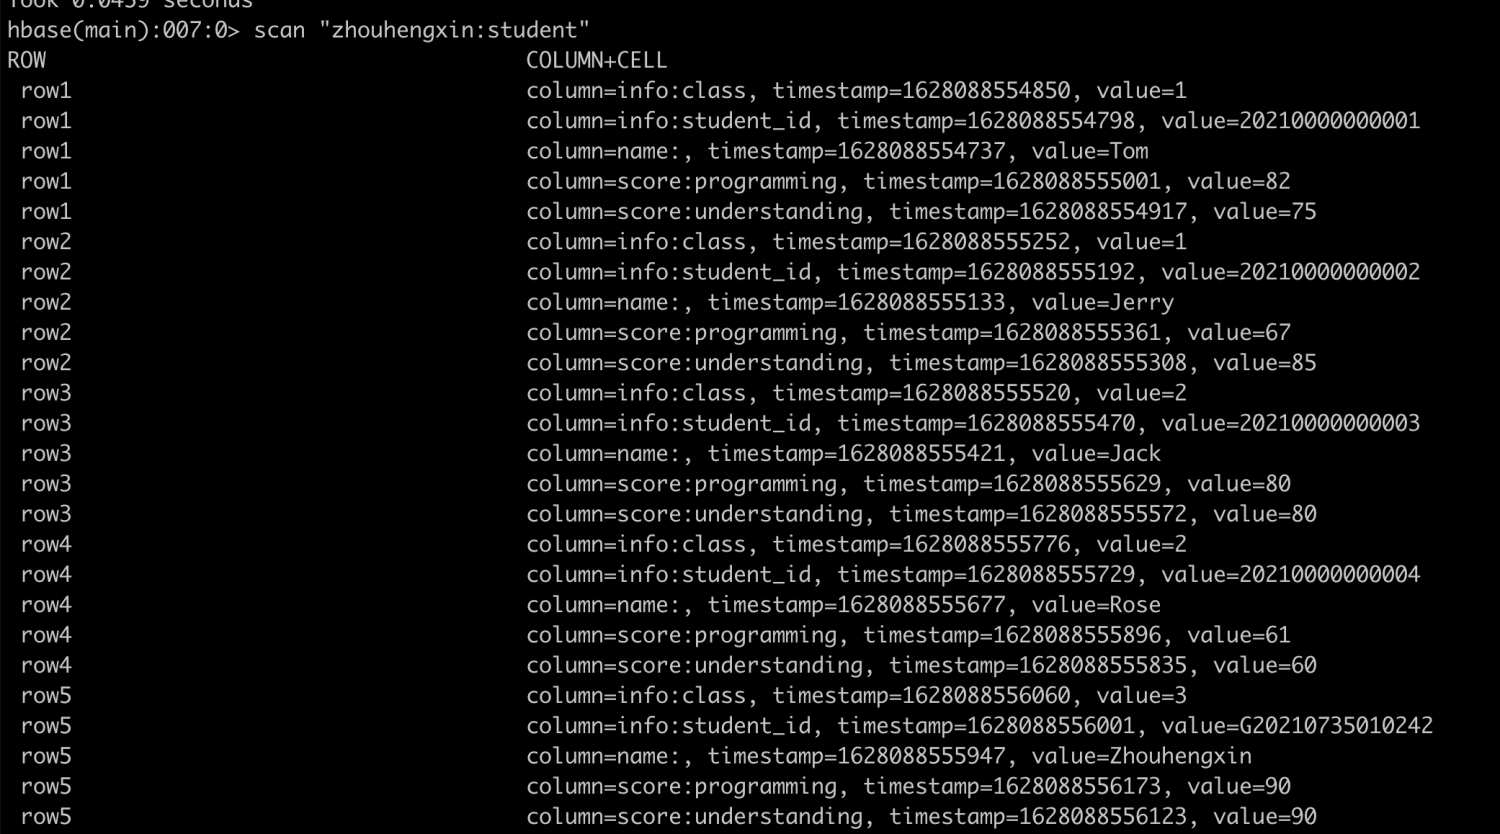 Took 0.0459 seconds
hbase(main):007:0> scan "zhouhengxin:student"
ROW COLUMN+CELL
row1 column=info:class, timestamp=1628088554850, value=1
row1 column=info:student_id, timestamp=1628088554798, value=20210000000001
row1 column=name:, timestamp=1628088554737, value=Tom
row1 column=score:programming, timestamp=1628088555001, value=82
row1 column=score:understanding, timestamp=1628088554917, value=75
row2 column=info:class, timestamp=1628088555252, value=1
row2 column=info:student_id, timestamp=1628088555192, value=20210000000002
row2 column=name:, timestamp=1628088555133, value=Jerry
row2 column=score:programming, timestamp=1628088555361, value=67
row2 column=score:understanding, timestamp=1628088555308, value=85
row3 column=info:class, timestamp=1628088555520, value=2
row3 column=info:student_id, timestamp=1628088555470, value=20210000000003
row3 column=name:, timestamp=1628088555421, value=Jack
row3 column=score:programming, timestamp=1628088555629, value=80
row3 column=score:understanding, timestamp=1628088555572, value=80
row4 column=info:class, timestamp=1628088555776, value=2
row4 column=info:student_id, timestamp=1628088555729, value=20210000000004
row4 column=name:, timestamp=1628088555677, value=Rose
row4 column=score:programming, timestamp=1628088555896, value=61
row4 column=score:understanding, timestamp=1628088555835, value=60
row5 column=info:class, timestamp=1628088556060, value=3
row5 column=info:student_id, timestamp=1628088556001, value=G20210735010242
row5 column=name:, timestamp=1628088555947, value=Zhouhengxin
row5 column=score:programming, timestamp=1628088556173, value=90
row5 column=score:understanding, timestamp=1628088556123, value=90